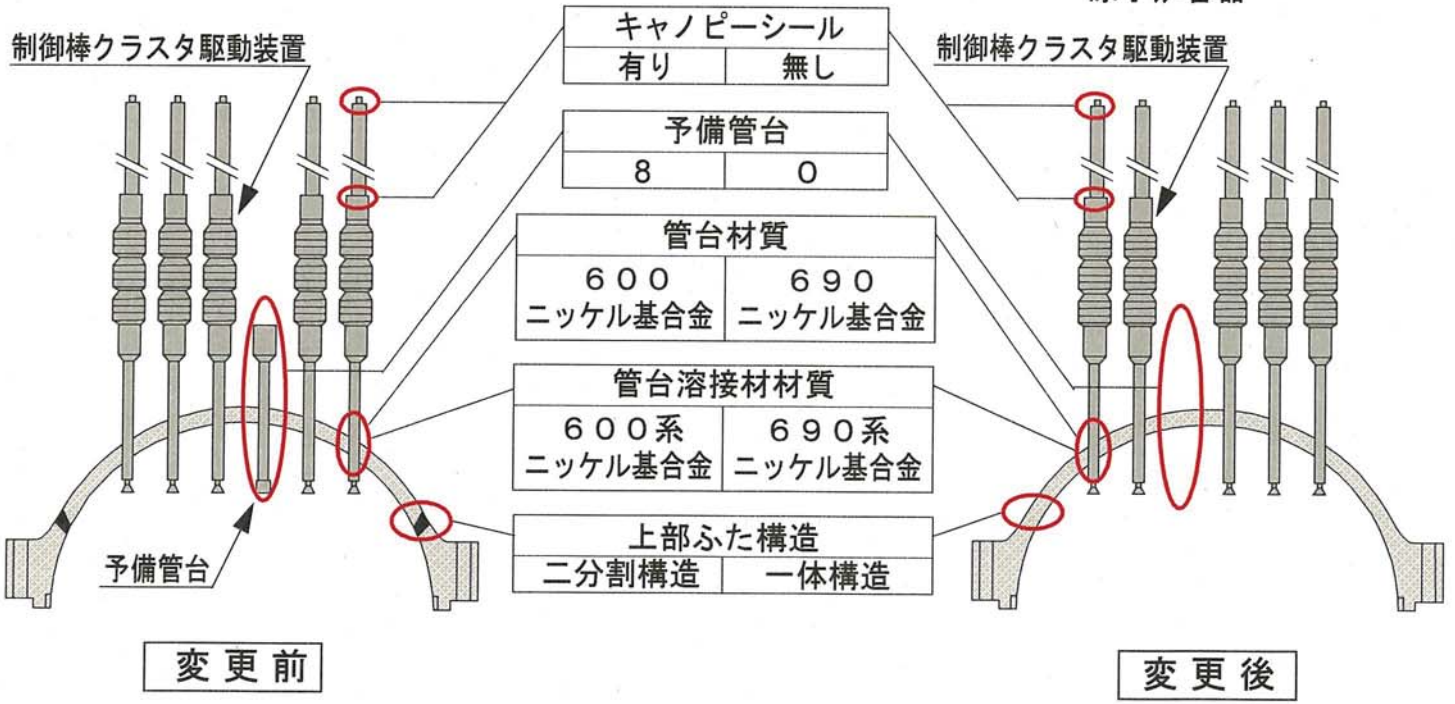 制御棒クラスタ駆動装置
キャノピーシール
有り 無し
予備管台
8 0
管台材質
600 690
ニッケル基合金 ニッケル基合金
管台溶接材材質
600系 690系
ニッケル基合金 ニッケル基合金
上部ふた構造
二分割構造 一体構造
予備管台
変更前
制御棒クラスタ駆動装置
変更後